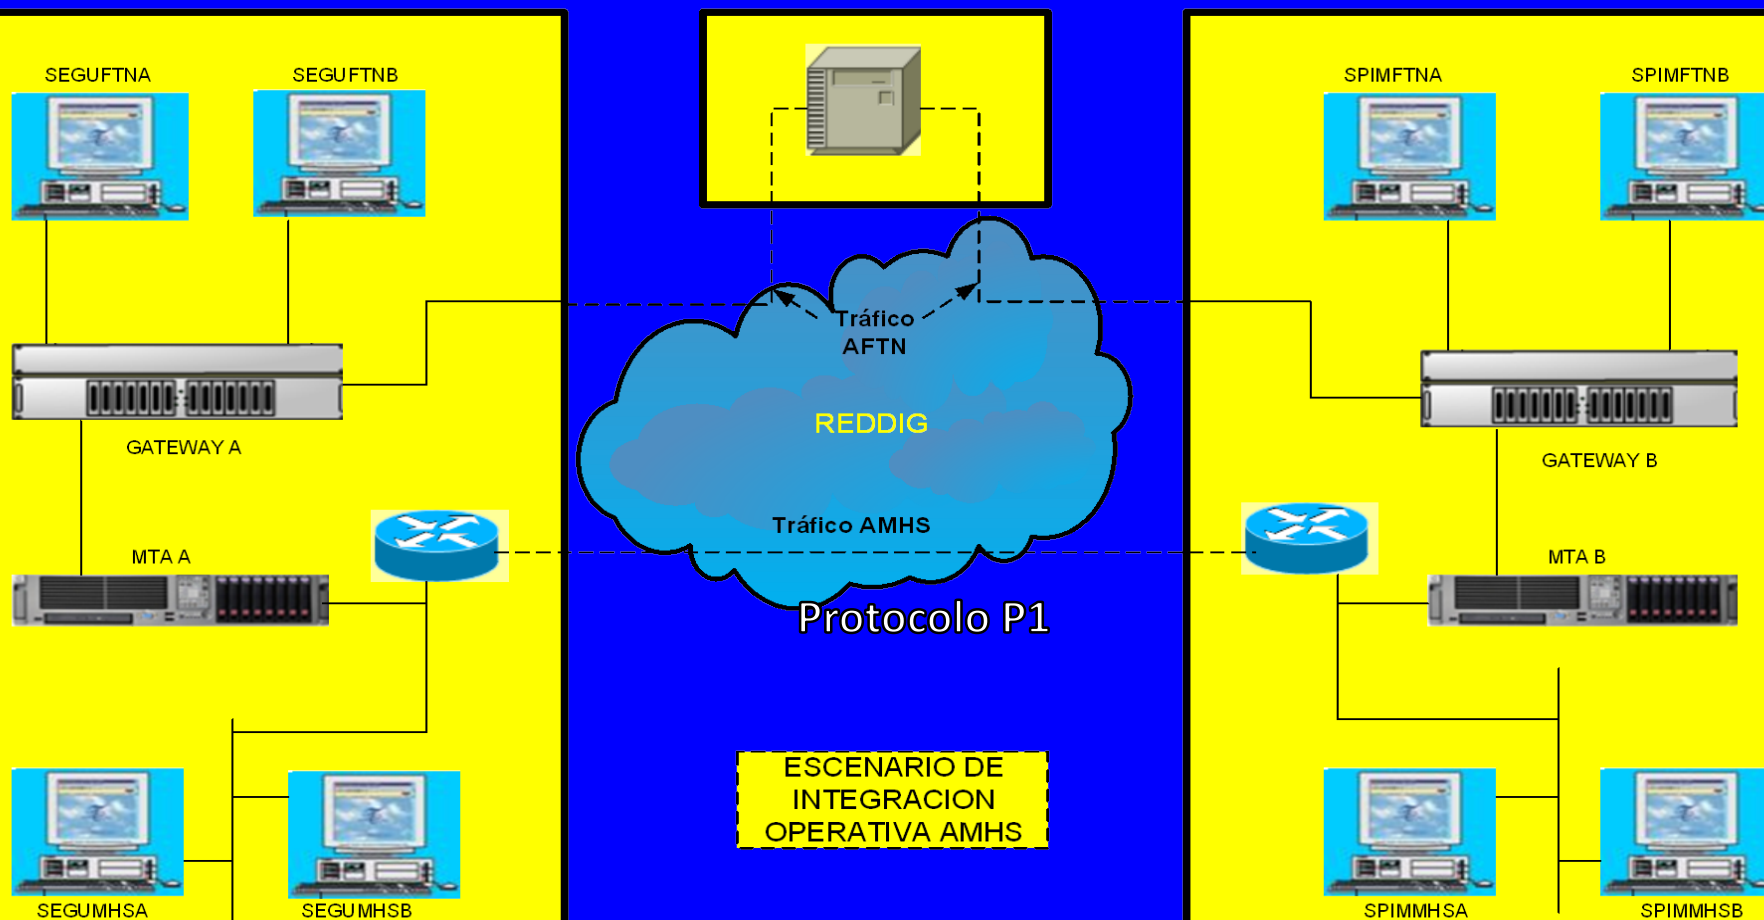 SEGUFTNA
SEGUFTNB
SPIMFTNA
SPIMFTNB
Tráfico
AFTN
REDDIG
GATEWAY A
GATEWAY B
Tráfico AMHS
MTA A
MTA B
Protocolo P1
ESCENARIO DE
INTEGRACION
OPERATIVA AMHS
SEGUMHSA
SEGUMHSB
SPIMMHSA
SPIMMHSB